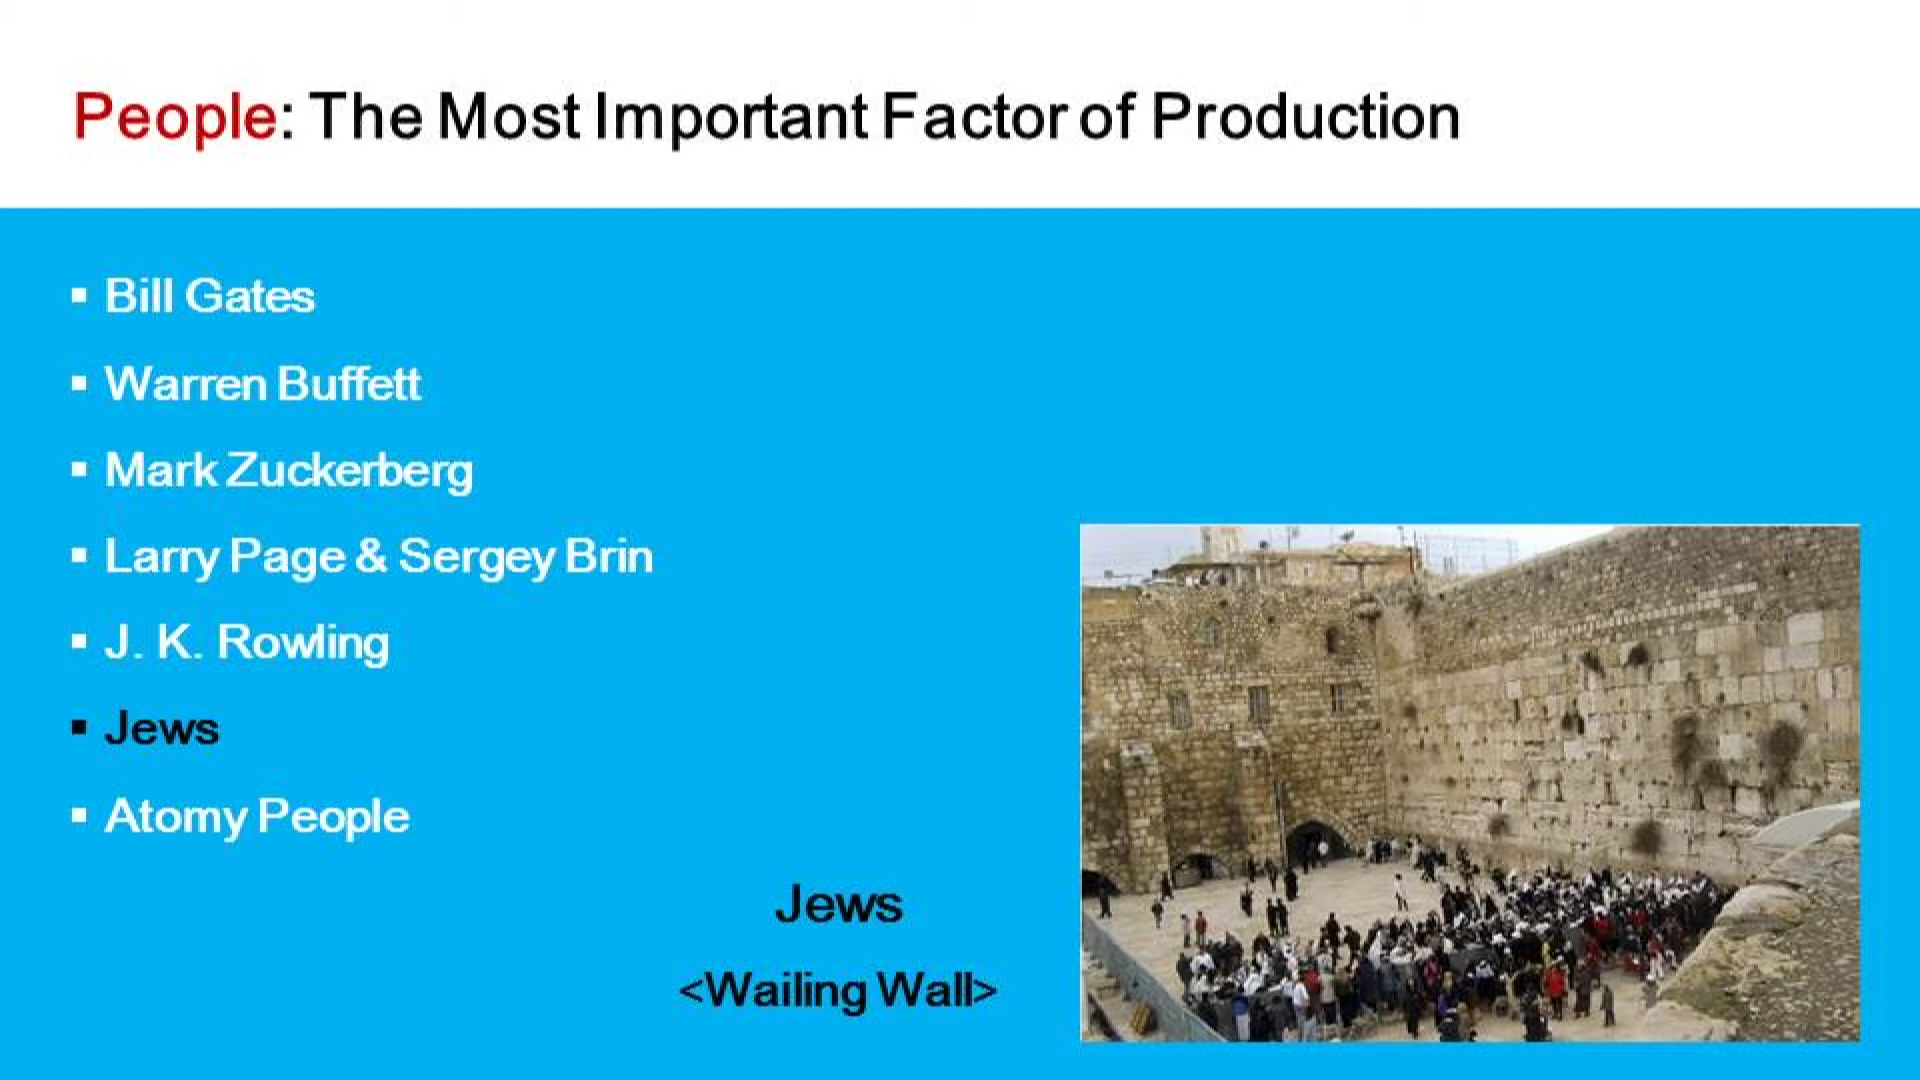 People: The Most Important Factor of Production
▪ Bill Gates
▪ Warren Buffett
▪ Mark Zuckerberg
▪ Larry Page & Sergey Brin
▪ J. K. Rowling
▪ Jews
▪ Atomy People
Jews
<Wailing Wall>